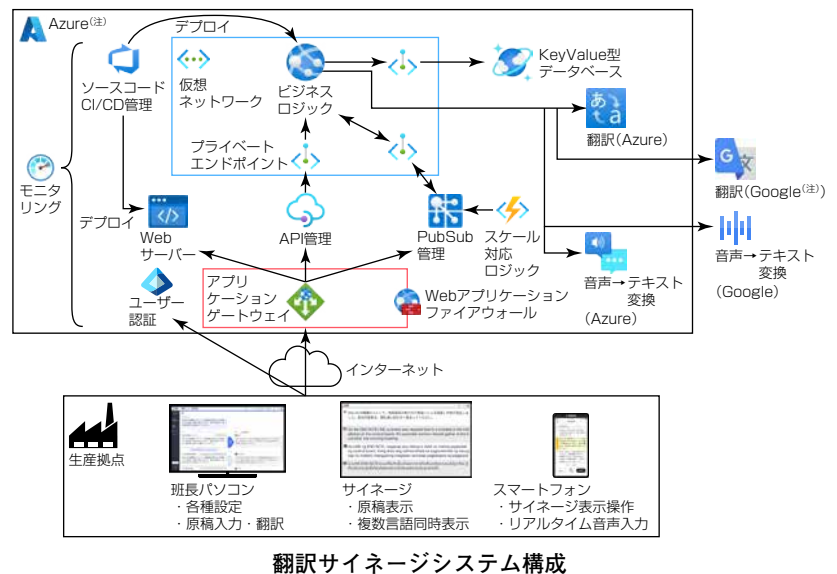 Azure(注)
デプロイ
ソースコード
CI/CD管理
仮想
ネットワーク
ビジネス
ロジック
KeyValue型
データベース
あ
a
翻訳(Azure)
プライベート
エンドポイント
モニタ
リング
デプロイ
Web
サーバー
API管理
PubSub
管理
スケール
対応
ロジック
G
文
翻訳(Google(注))
音声→テキスト
変換
(Azure)
音声→テキスト
変換
(Google)
ユーザー
認証
アプリ
ケーション
ゲートウェイ
Webアプリケーション
ファイアウォール
インターネット
生産拠点
班長パソコン
・各種設定
・原稿入力・翻訳
サイネージ
・原稿表示
・複数言語同時表示
スマートフォン
・サイネージ表示操作
・リアルタイム音声入力
翻訳サイネージシステム構成